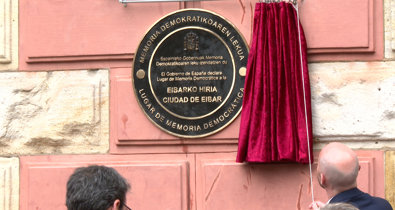 MEMORIA DEMOKRATIKOAREN LEKUA
Espainiako Gobernuak Memoria
Demokratikoaren leku izendatzen du
El Gobierno de España declara
Lugar de Memoria Democrática a la
EIBARKO HIRIA
CIUDAD DE EIBAR
LUGAR DE MEMORIA DEMOCRÁTICA